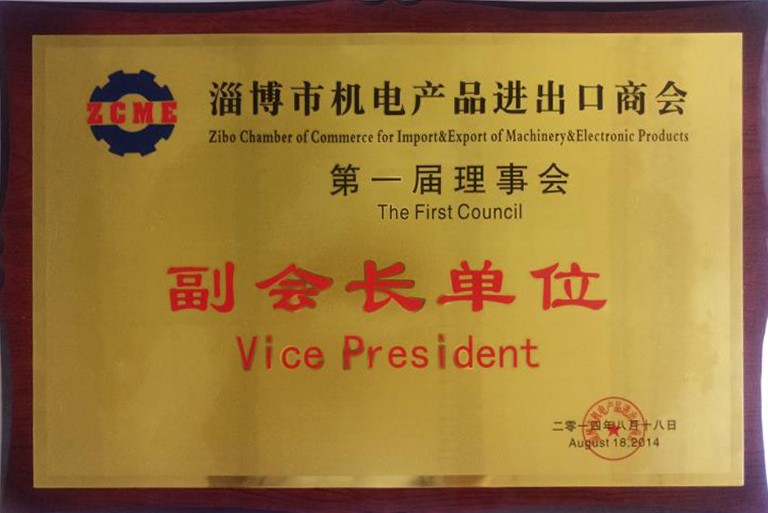 ZCME
淄博市机电产品进出口商会
Zibo Chamber of Commerce for Import&Export of Machinery&Electronic Products
第一届理事会
The First Council
副会长单位
Vice President
二零一四年八月十八日
August 18,2014